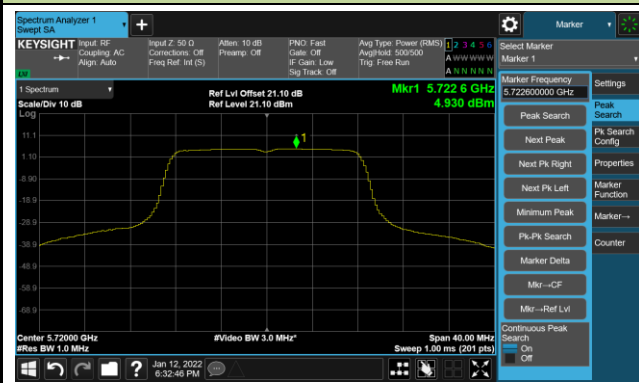 Spectrum Analyzer 1
Swept SA
+
Marker
KEYSIGHT
Input: RF
Coupling: AC
Align: Auto
Input Z: 50 Ω
Corrections: Off
Freq Ref: Int (S)
Atten: 10 dB
Preamp: Off
PNO: Fast
Gate: Off
IF Gain: Low
Sig Track: Off
Avg Type: Power (RMS)
Avg|Hold: 500/500
Trig: Free Run
1 2 3 4 5 6
A W W W W W
A N N N N N
LXI
Select Marker
Marker 1
1 Spectrum
Scale/Div 10 dB
Log
Ref Lvl Offset 21.10 dB
Ref Level 21.10 dBm
Mkr1 5.722 6 GHz
4.930 dBm
1
11.1
1.10
-8.90
-18.9
-28.9
-38.9
-48.9
-58.9
-68.9
Center 5.72000 GHz
#Res BW 1.0 MHz
#Video BW 3.0 MHz*
Span 40.00 MHz
Sweep 1.00 ms (201 pts)
Marker Frequency
5.722600000 GHz
Peak Search
Next Peak
Next Pk Right
Next Pk Left
Minimum Peak
Pk-Pk Search
Marker Delta
Mkr→CF
Mkr→Ref Lvl
Continuous Peak
Search
On
Off
Settings
Peak
Search
Pk Search
Config
Properties
Marker
Function
Marker→
Counter
?
Jan 12, 2022
6:32:46 PM